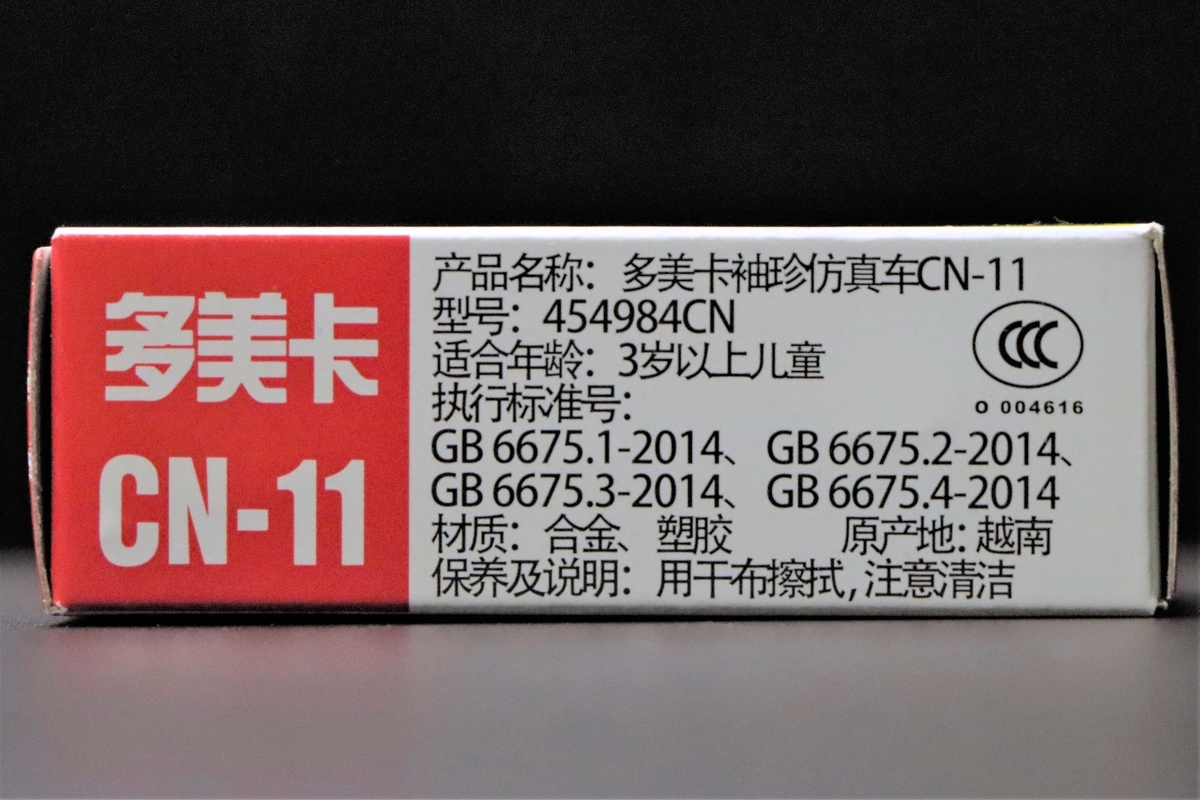 多美卡
CN-11
产品名称：多美卡袖珍仿真车CN-11
型号：454984CN
适合年龄：3岁以上儿童
执行标准号：
GB 6675.1-2014、GB 6675.2-2014、
GB 6675.3-2014、GB 6675.4-2014
材质：合金、塑胶 原产地：越南
保养及说明：用干布擦拭，注意清洁
CCC
O 004616